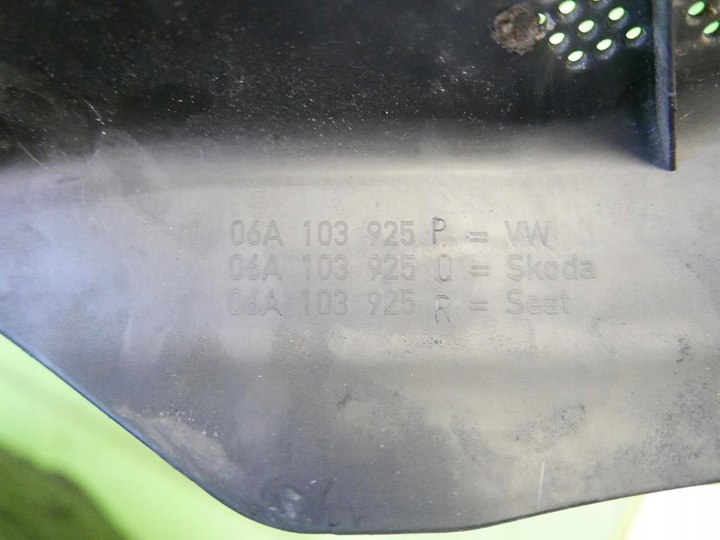 06A 103 925 P = VW
06A 103 925 Q = Skoda
06A 103 925 R = Seat